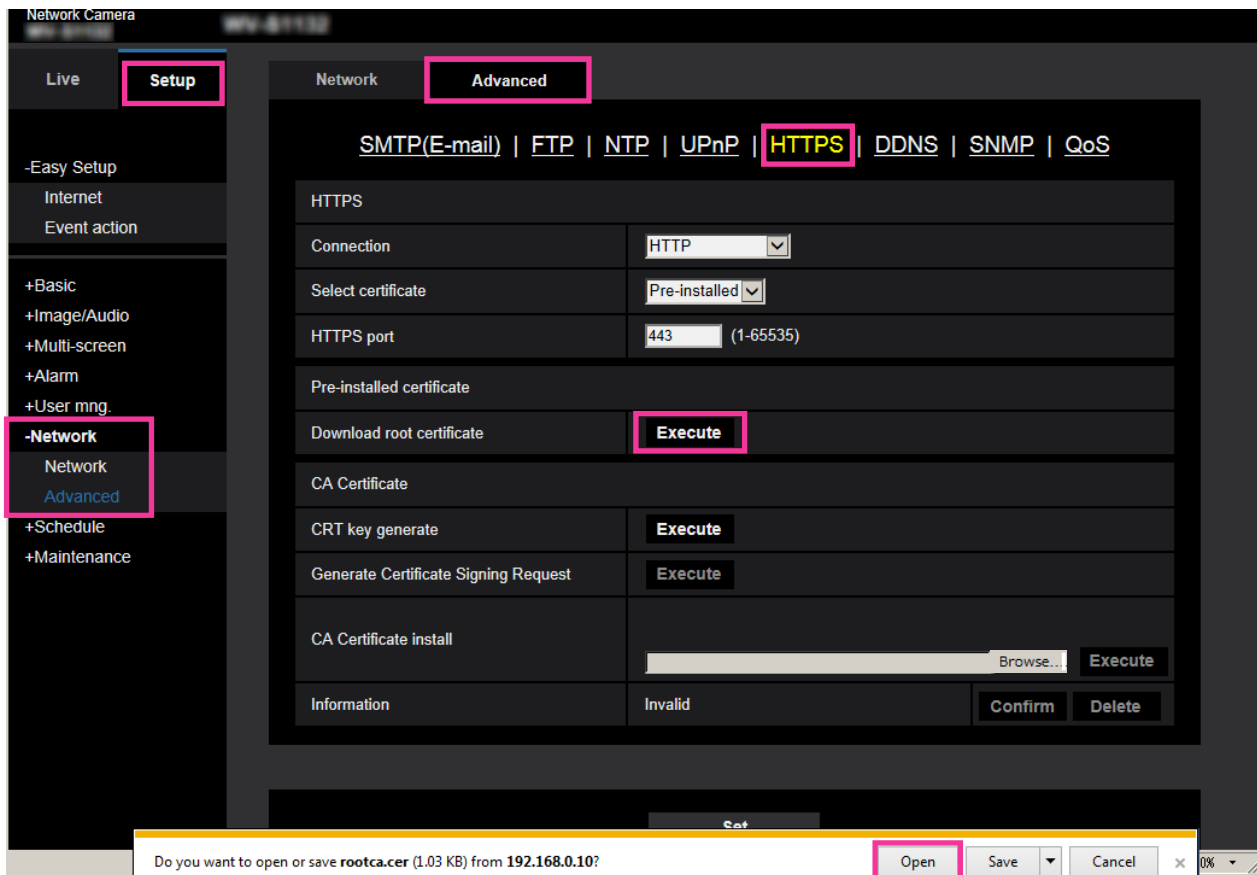 Network Camera
Live
Setup
Network
Advanced
SMTP(E-mail) | FTP | NTP | UPnP | HTTPS | DDNS | SNMP | QoS
-Easy Setup
Internet
Event action
+Basic
+Image/Audio
+Multi-screen
+Alarm
+User mng.
-Network
Network
Advanced
+Schedule
+Maintenance
HTTPS
Connection HTTP
Select certificate Pre-installed
HTTPS port 443 (1-65535)
Pre-installed certificate
Download root certificate Execute
CA Certificate
CRT key generate Execute
Generate Certificate Signing Request Execute
CA Certificate install Browse... Execute
Information Invalid Confirm Delete
Set
Do you want to open or save rootca.cer (1.03 KB) from 192.168.0.10? Open Save Cancel × 0%